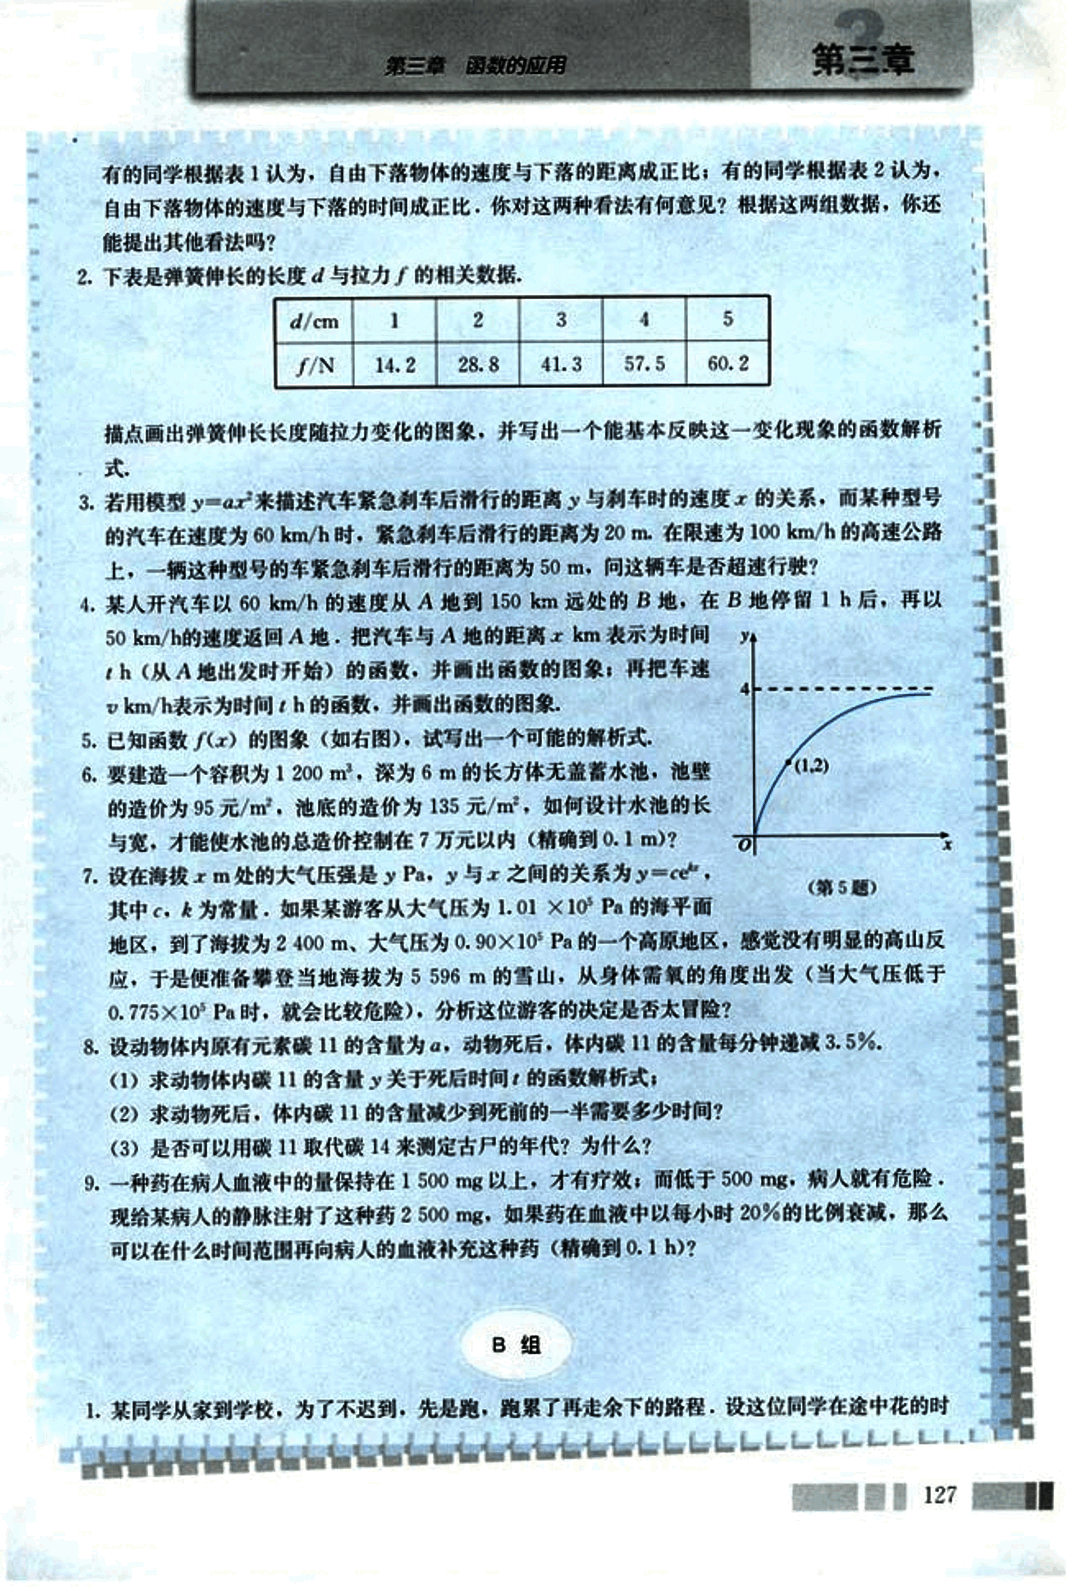 第三章 函数的应用
第三章
有的同学根据表 1 认为，自由下落物体的速度与下落的距离成正比；有的同学根据表 2 认为，
自由下落物体的速度与下落的时间成正比．你对这两种看法有何意见？根据这两组数据，你还
能提出其他看法吗？
2. 下表是弹簧伸长的长度 d 与拉力 f 的相关数据.
d/cm 1 2 3 4 5
f/N 14.2 28.8 41.3 57.5 60.2
描点画出弹簧伸长长度随拉力变化的图象，并写出一个能基本反映这一变化现象的函数解析
式.
3. 若用模型 y=ax²来描述汽车紧急刹车后滑行的距离 y 与刹车时的速度 x 的关系，而某种型号
的汽车在速度为 60 km/h 时，紧急刹车后滑行的距离为 20 m. 在限速为 100 km/h 的高速公路
上，一辆这种型号的车紧急刹车后滑行的距离为 50 m，问这辆车是否超速行驶？
4. 某人开汽车以 60 km/h 的速度从 A 地到 150 km 远处的 B 地，在 B 地停留 1 h 后，再以
50 km/h的速度返回 A 地．把汽车与 A 地的距离 x km 表示为时间
t h（从 A 地出发时开始）的函数，并画出函数的图象；再把车速
v km/h表示为时间 t h 的函数，并画出函数的图象.
5. 已知函数 f(x) 的图象（如右图），试写出一个可能的解析式.
6. 要建造一个容积为 1 200 m³，深为 6 m 的长方体无盖蓄水池，池壁
的造价为 95 元/m²，池底的造价为 135 元/m²，如何设计水池的长
与宽，才能使水池的总造价控制在 7 万元以内（精确到 0.1 m）？
y
4
(1,2)
O
x
（第 5 题）
7. 设在海拔 x m 处的大气压强是 y Pa，y 与 x 之间的关系为 y=ce^{kx}，
其中 c，k 为常量．如果某游客从大气压为 1.01 ×10⁵ Pa 的海平面
地区，到了海拔为 2 400 m、大气压为 0.90×10⁵ Pa 的一个高原地区，感觉没有明显的高山反
应，于是便准备攀登当地海拔为 5 596 m 的雪山，从身体需氧的角度出发（当大气压低于
0.775×10⁵ Pa 时，就会比较危险），分析这位游客的决定是否太冒险？
8. 设动物体内原有元素碳 11 的含量为 a，动物死后，体内碳 11 的含量每分钟递减 3.5%.
（1）求动物体内碳 11 的含量 y 关于死后时间 t 的函数解析式；
（2）求动物死后，体内碳 11 的含量减少到死前的一半需要多少时间？
（3）是否可以用碳 11 取代碳 14 来测定古尸的年代？为什么？
9. 一种药在病人血液中的量保持在 1 500 mg 以上，才有疗效；而低于 500 mg，病人就有危险．
现给某病人的静脉注射了这种药 2 500 mg，如果药在血液中以每小时 20%的比例衰减，那么
可以在什么时间范围再向病人的血液补充这种药（精确到 0.1 h）？
B 组
1. 某同学从家到学校，为了不迟到，先是跑，跑累了再走余下的路程．设这位同学在途中花的时
127